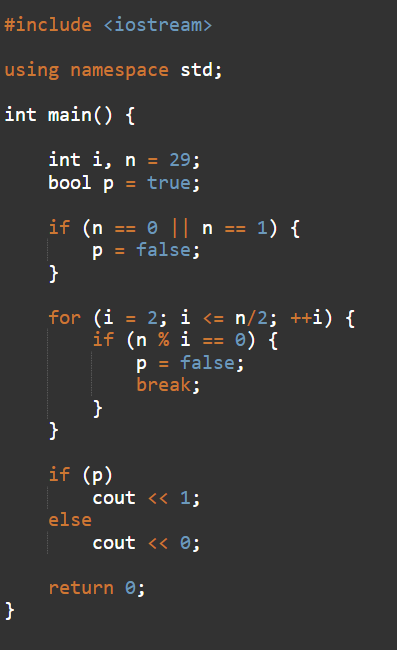 #include <iostream>
using namespace std;
int main() {
int i, n = 29;
bool p = true;
if (n == 0 || n == 1) {
p = false;
}
for (i = 2; i <= n/2; ++i) {
if (n % i == 0) {
p = false;
break;
}
}
if (p)
cout << 1;
else
cout << 0;
return 0;
}